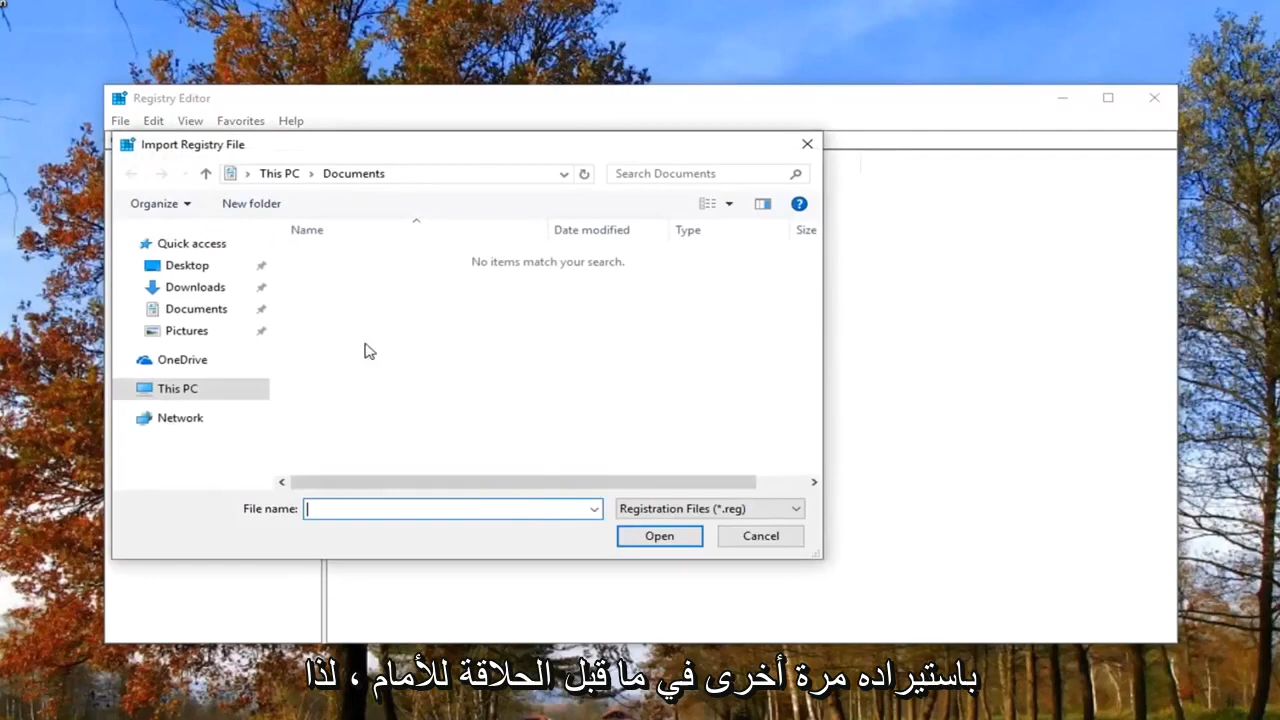 Registry Editor
File Edit View Favorites Help
Import Registry File
This PC > Documents
Search Documents
Organize New folder
Name Date modified Type Size
No items match your search.
Quick access
Desktop
Downloads
Documents
Pictures
OneDrive
This PC
Network
File name: Registration Files (*.reg)
Open Cancel
باستيراده مرة أخرى في ما قبل الحلاقة للأمام ، لذا